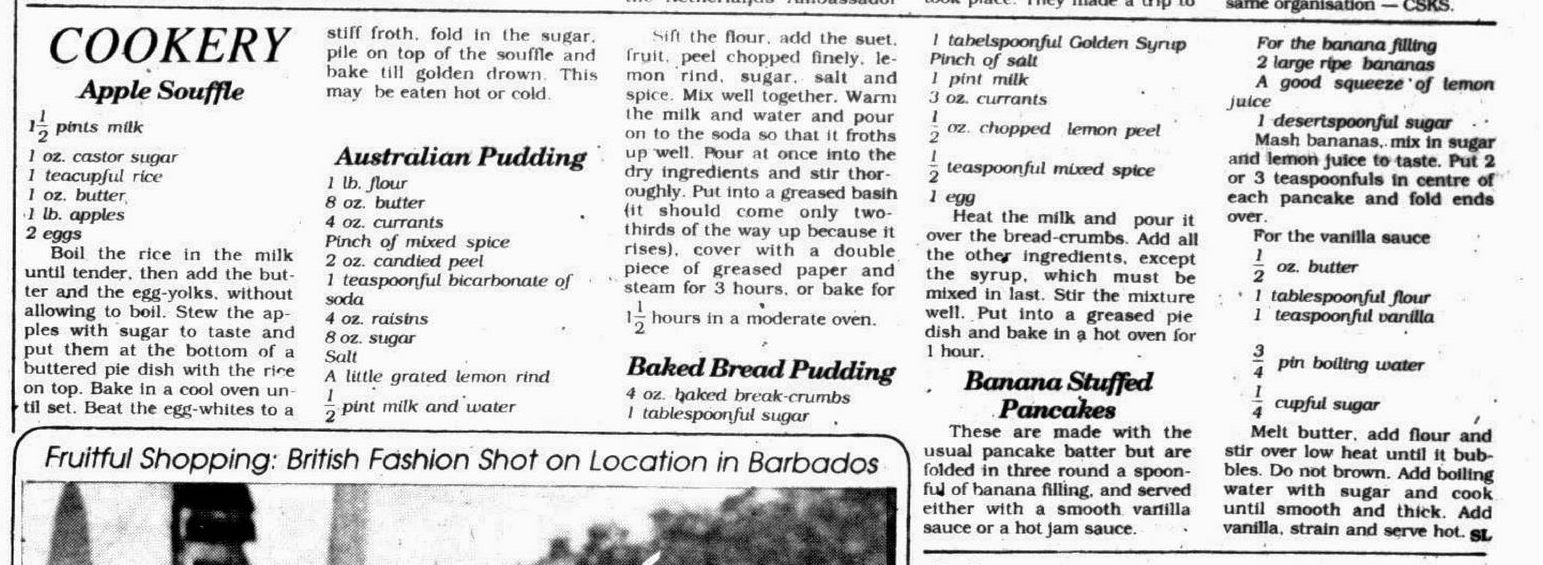 same organisation — CSKS.
COOKERY
Apple Souffle
1 1/2 pints milk
1 oz. castor sugar
1 teacupful rice
1 oz. butter
1 lb. apples
2 eggs
Boil the rice in the milk
until tender, then add the but-
ter and the egg-yolks, without
allowing to boil. Stew the ap-
ples with sugar to taste and
put them at the bottom of a
buttered pie dish with the rice
on top. Bake in a cool oven un-
til set. Beat the egg-whites to a
stiff froth, fold in the sugar,
pile on top of the souffle and
bake till golden drown. This
may be eaten hot or cold.
Australian Pudding
1 lb. flour
8 oz. butter
4 oz. currants
Pinch of mixed spice
2 oz. candied peel
1 teaspoonful bicarbonate of
soda
4 oz. raisins
8 oz. sugar
Salt
A little grated lemon rind
1/2 pint milk and water
Sift the flour, add the suet,
fruit, peel chopped finely, le-
mon rind, sugar, salt and
spice. Mix well together. Warm
the milk and water and pour
on to the soda so that it froths
up well. Pour at once into the
dry ingredients and stir thor-
oughly. Put into a greased basin
(it should come only two-
thirds of the way up because it
rises), cover with a double
piece of greased paper and
steam for 3 hours, or bake for
1 1/2 hours in a moderate oven.
Baked Bread Pudding
4 oz. baked break-crumbs
1 tablespoonful sugar
1 tabelspoonful Golden Syrup
Pinch of salt
1 pint milk
3 oz. currants
1/2 oz. chopped lemon peel
1/2 teaspoonful mixed spice
1 egg
Heat the milk and pour it
over the bread-crumbs. Add all
the other ingredients, except
the syrup, which must be
mixed in last. Stir the mixture
well. Put into a greased pie
dish and bake in a hot oven for
1 hour.
Banana Stuffed
Pancakes
These are made with the
usual pancake batter but are
folded in three round a spoon-
ful of banana filling, and served
either with a smooth vanilla
sauce or a hot jam sauce.
For the banana filling
2 large ripe bananas
A good squeeze of lemon
juice
1 desertspoonful sugar
Mash bananas, mix in sugar
and lemon juice to taste. Put 2
or 3 teaspoonfuls in centre of
each pancake and fold ends
over.
For the vanilla sauce
1/2 oz. butter
1 tablespoonful flour
1 teaspoonful vanilla
3/4 pin boiling water
1/4 cupful sugar
Melt butter, add flour and
stir over low heat until it bub-
bles. Do not brown. Add boiling
water with sugar and cook
until smooth and thick. Add
vanilla, strain and serve hot. SL
Fruitful Shopping: British Fashion Shot on Location in Barbados